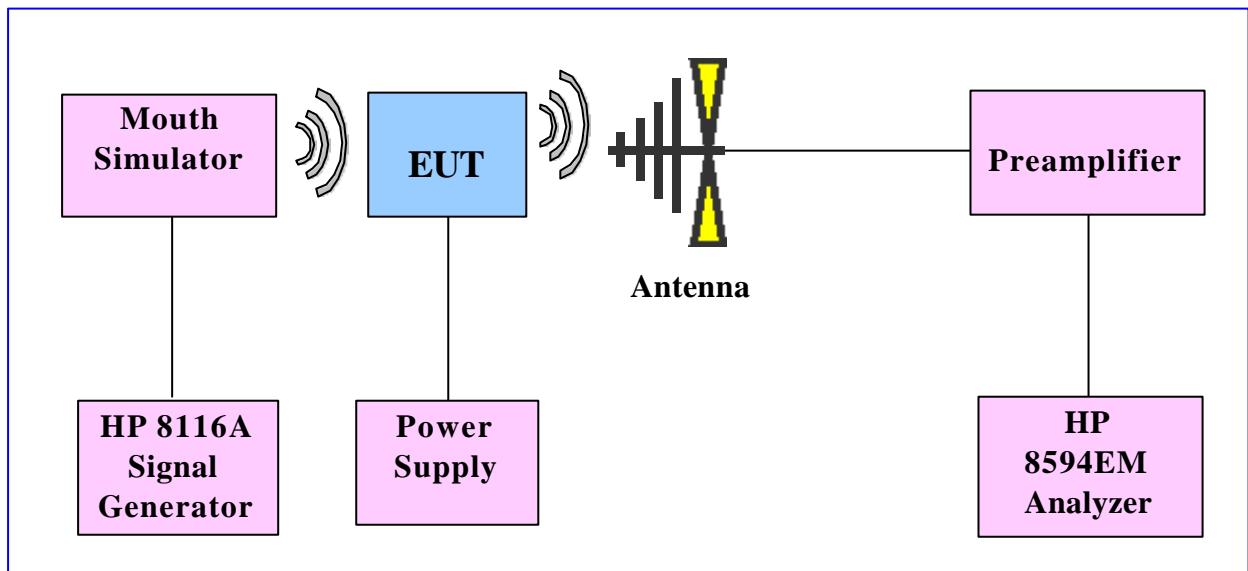 Mouth
Simulator
EUT
Preamplifier
Antenna
HP 8116A
Signal
Generator
Power
Supply
HP
8594EM
Analyzer